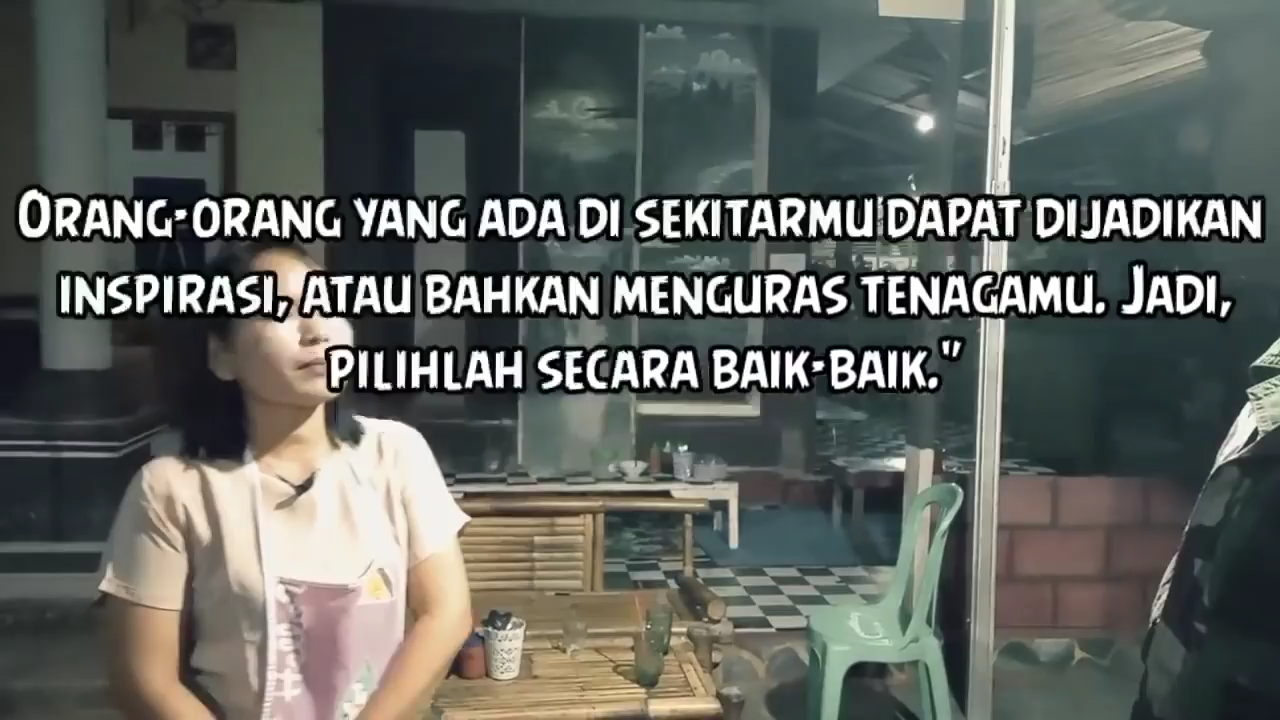 Orang-orang yang ada di sekitarmu dapat dijadikan
inspirasi, atau bahkan menguras tenagamu. Jadi,
pilihlah secara baik-baik."